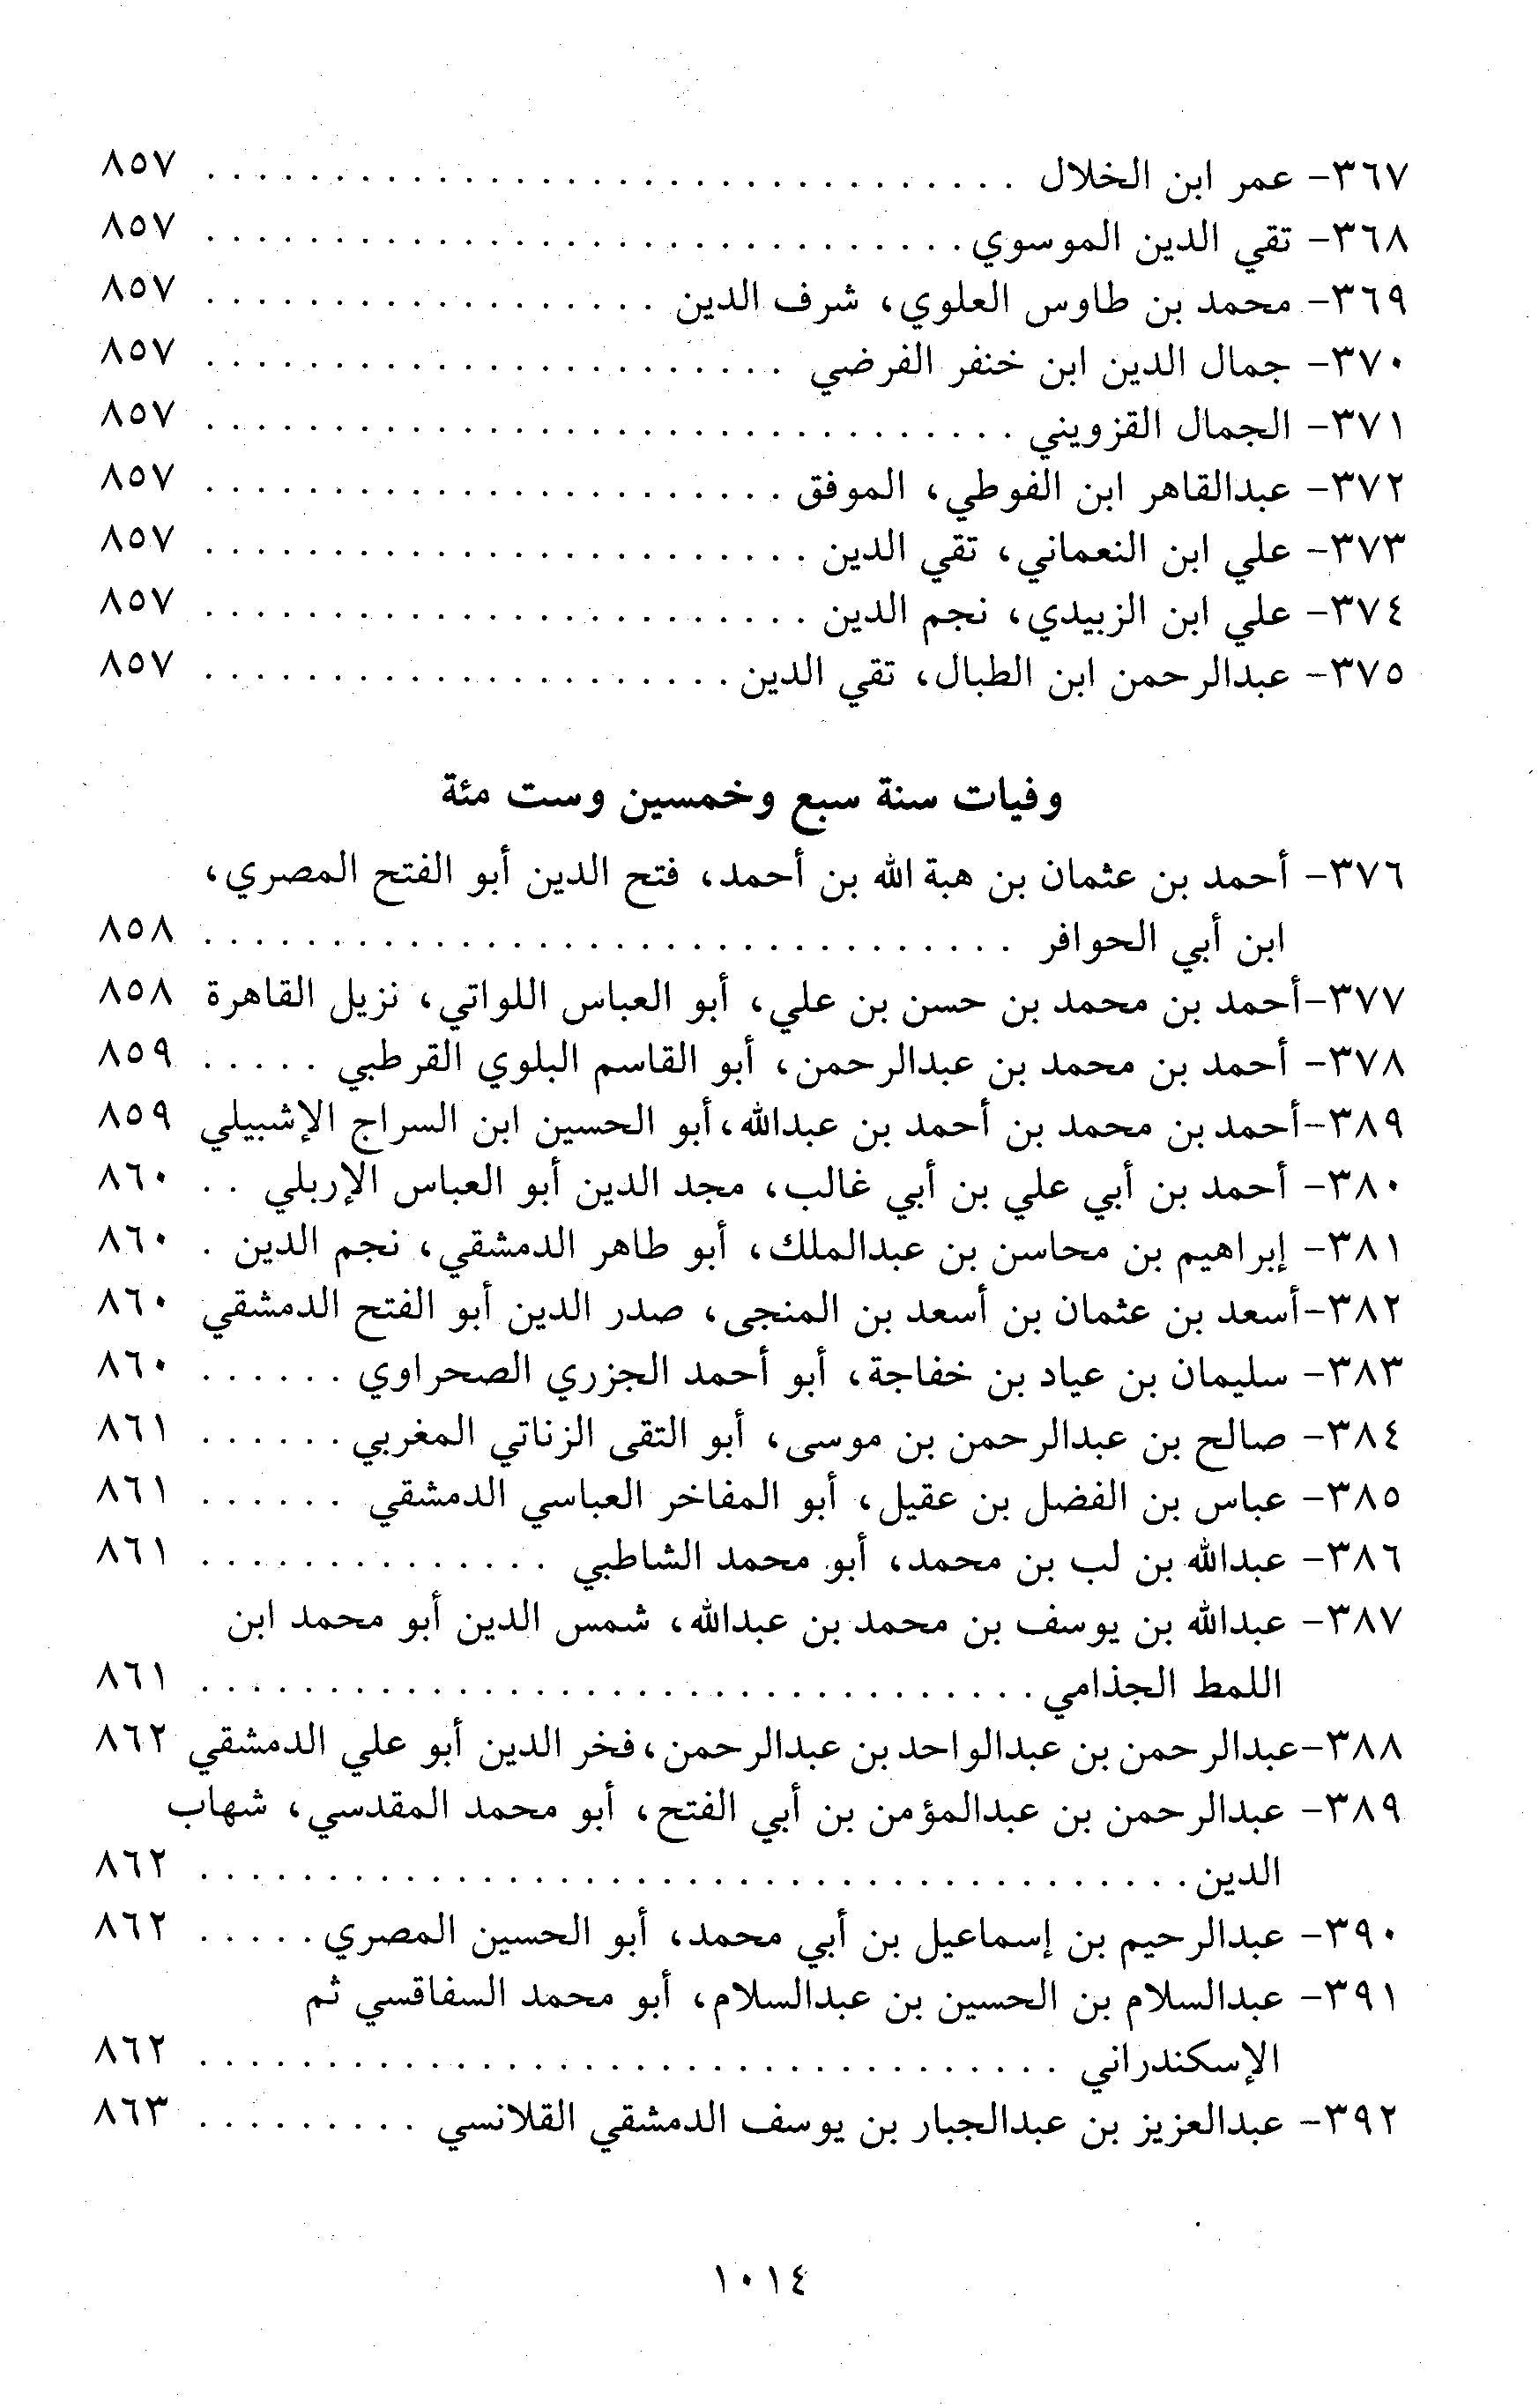 ٣٦٧- عمر ابن الخلال . . . . . . . . . . . . . . . . . . . . . . . . . . . . . . . . ٨٥٧
٣٦٨- تقي الدين الموسوي . . . . . . . . . . . . . . . . . . . . . . . . . . . . . . ٨٥٧
٣٦٩- محمد بن طاوس العلوي، شرف الدين . . . . . . . . . . . . . . . . . . ٨٥٧
٣٧٠- جمال الدين ابن خنفر الفرضي . . . . . . . . . . . . . . . . . . . . . . . ٨٥٧
٣٧١- الجمال القزويني . . . . . . . . . . . . . . . . . . . . . . . . . . . . . . . . ٨٥٧
٣٧٢- عبدالقاهر ابن الفوطي، الموفق . . . . . . . . . . . . . . . . . . . . . . . ٨٥٧
٣٧٣- علي ابن النعماني، تقي الدين . . . . . . . . . . . . . . . . . . . . . . . . ٨٥٧
٣٧٤- علي ابن الزبيدي، نجم الدين . . . . . . . . . . . . . . . . . . . . . . . . ٨٥٧
٣٧٥- عبدالرحمن ابن الطبال، تقي الدين . . . . . . . . . . . . . . . . . . . . . ٨٥٧
وفيات سنة سبع وخمسين وست مئة
٣٧٦- أحمد بن عثمان بن هبة الله بن أحمد، فتح الدين أبو الفتح المصري،
ابن أبي الحوافر . . . . . . . . . . . . . . . . . . . . . . . . . . . . . . . . ٨٥٨
٣٧٧-أحمد بن محمد بن حسن بن علي، أبو العباس اللواتي، نزيل القاهرة ٨٥٨
٣٧٨- أحمد بن محمد بن عبدالرحمن، أبو القاسم البلوي القرطبي . . . . . ٨٥٩
٣٨٩-أحمد بن محمد بن أحمد بن عبدالله، أبو الحسين ابن السراج الإشبيلي ٨٥٩
٣٨٠- أحمد بن أبي علي بن أبي غالب، مجد الدين أبو العباس الإربلي . . ٨٦٠
٣٨١- إبراهيم بن محاسن بن عبدالملك، أبو طاهر الدمشقي، نجم الدين . ٨٦٠
٣٨٢-أسعد بن عثمان بن أسعد بن المنجى، صدر الدين أبو الفتح الدمشقي ٨٦٠
٣٨٣- سليمان بن عياد بن خفاجة، أبو أحمد الجزري الصحراوي . . . . . . ٨٦٠
٣٨٤- صالح بن عبدالرحمن بن موسى، أبو التقى الزناتي المغربي . . . . . . ٨٦١
٣٨٥- عباس بن الفضل بن عقيل، أبو المفاخر العباسي الدمشقي . . . . . . ٨٦١
٣٨٦- عبدالله بن لب بن محمد، أبو محمد الشاطبي . . . . . . . . . . . . . . ٨٦١
٣٨٧- عبدالله بن يوسف بن محمد بن عبدالله، شمس الدين أبو محمد ابن
اللمط الجذامي . . . . . . . . . . . . . . . . . . . . . . . . . . . . . . . . . ٨٦١
٣٨٨-عبدالرحمن بن عبدالواحد بن عبدالرحمن، فخر الدين أبو علي الدمشقي ٨٦٢
٣٨٩- عبدالرحمن بن عبدالمؤمن بن أبي الفتح، أبو محمد المقدسي، شهاب
الدين . . . . . . . . . . . . . . . . . . . . . . . . . . . . . . . . . . . . . . . ٨٦٢
٣٩٠- عبدالرحيم بن إسماعيل بن أبي محمد، أبو الحسين المصري . . . . . ٨٦٢
٣٩١- عبدالسلام بن الحسين بن عبدالسلام، أبو محمد السفاقسي ثم
الإسكندراني . . . . . . . . . . . . . . . . . . . . . . . . . . . . . . . . . . ٨٦٢
٣٩٢- عبدالعزيز بن عبدالجبار بن يوسف الدمشقي القلانسي . . . . . . . . . ٨٦٣
١٠١٤